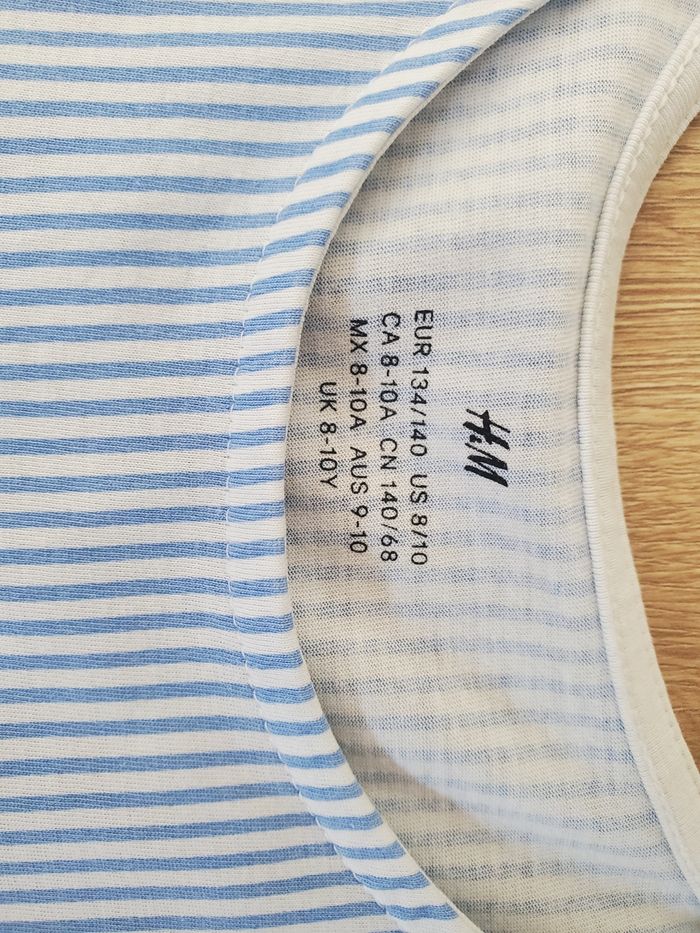 H&M
EUR 134/140 US 8/10
CA 8-10A CN 140/68
MX 8-10A AUS 9-10
UK 8-10Y